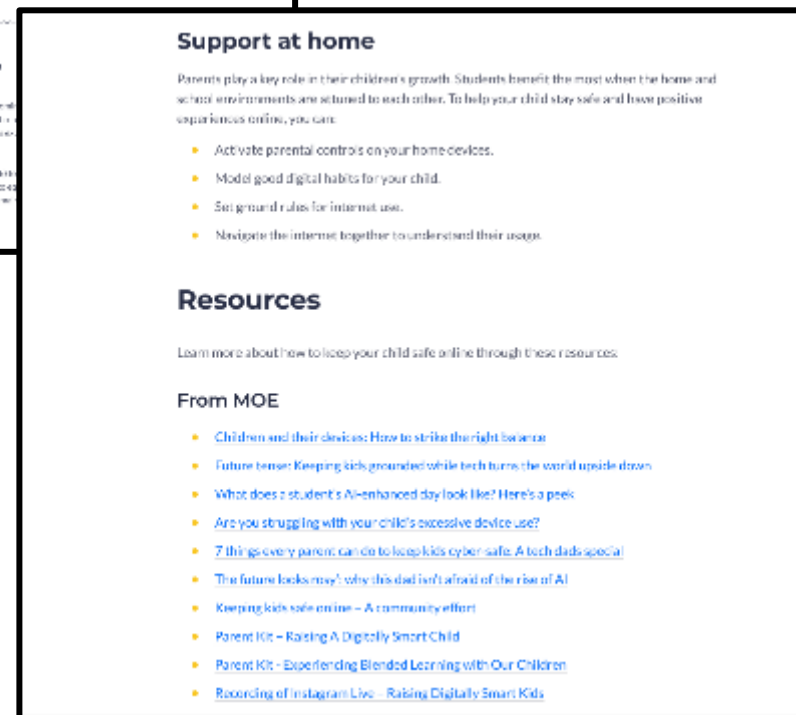 Support at home
Parents play a key role in their children's growth. Students benefit the most when the home and
school environments are attuned to each other. To help your child stay safe and have positive
experiences online, you can:
Activate parental controls on your home devices.
Model good digital habits for your child.
Set ground rules for internet use.
Navigate the internet together to understand their usage.
Resources
Learn more about how to keep your child safe online through these resources:
From MOE
Children and their devices: How to strike the right balance
Future tense: Keeping kids grounded while tech turns the world upside down
What does a student's AI-enhanced day look like? Here's a peek
Are you struggling with your child's excessive device use?
7 things every parent can do to keep kids cyber-safe: A tech dads special
The future looks rosy': why this dad isn't afraid of the rise of AI
Keeping kids safe online – A community effort
Parent Kit – Raising A Digitally Smart Child
Parent Kit - Experiencing Blended Learning with Our Children
Recording of Instagram Live – Raising Digitally Smart Kids